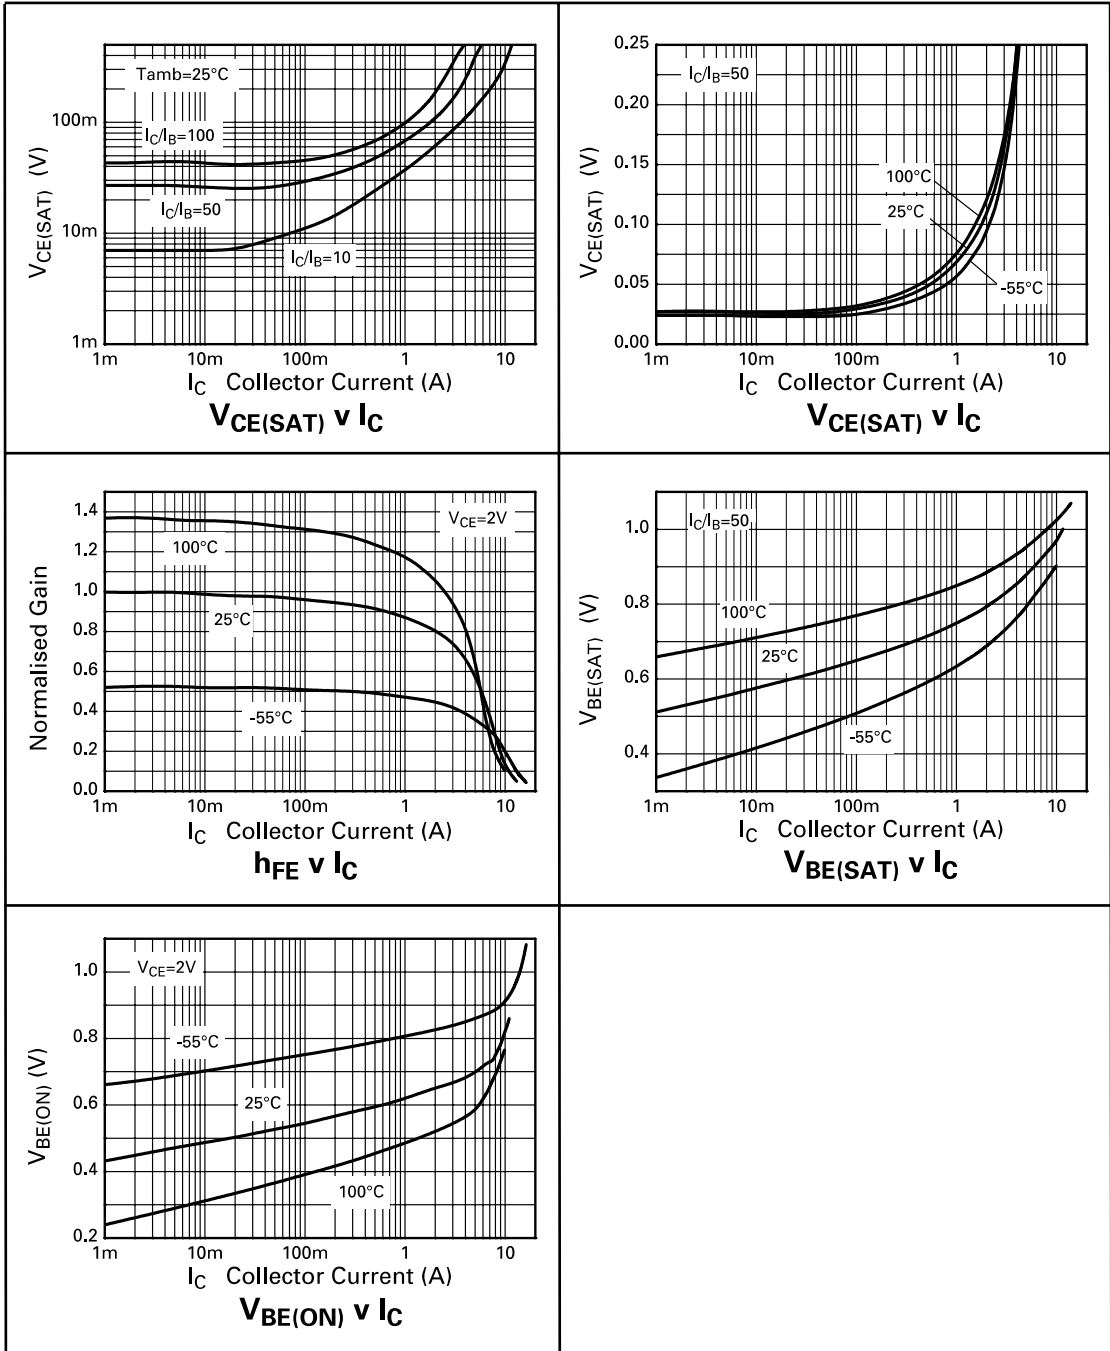 Tamb=25°C
IC/IB=100
IC/IB=50
IC/IB=10
100m
10m
1m
VCE(SAT) (V)
1m 10m 100m 1 10
IC Collector Current (A)
VCE(SAT) v IC
IC/IB=50
100°C
25°C
-55°C
0.25
0.20
0.15
0.10
0.05
0.00
VCE(SAT) (V)
1m 10m 100m 1 10
IC Collector Current (A)
VCE(SAT) v IC
VCE=2V
100°C
25°C
-55°C
1.4
1.2
1.0
0.8
0.6
0.4
0.2
0.0
Normalised Gain
1m 10m 100m 1 10
IC Collector Current (A)
hFE v IC
IC/IB=50
100°C
25°C
-55°C
1.0
0.8
0.6
0.4
VBE(SAT) (V)
1m 10m 100m 1 10
IC Collector Current (A)
VBE(SAT) v IC
VCE=2V
-55°C
25°C
100°C
1.0
0.8
0.6
0.4
0.2
VBE(ON) (V)
1m 10m 100m 1 10
IC Collector Current (A)
VBE(ON) v IC